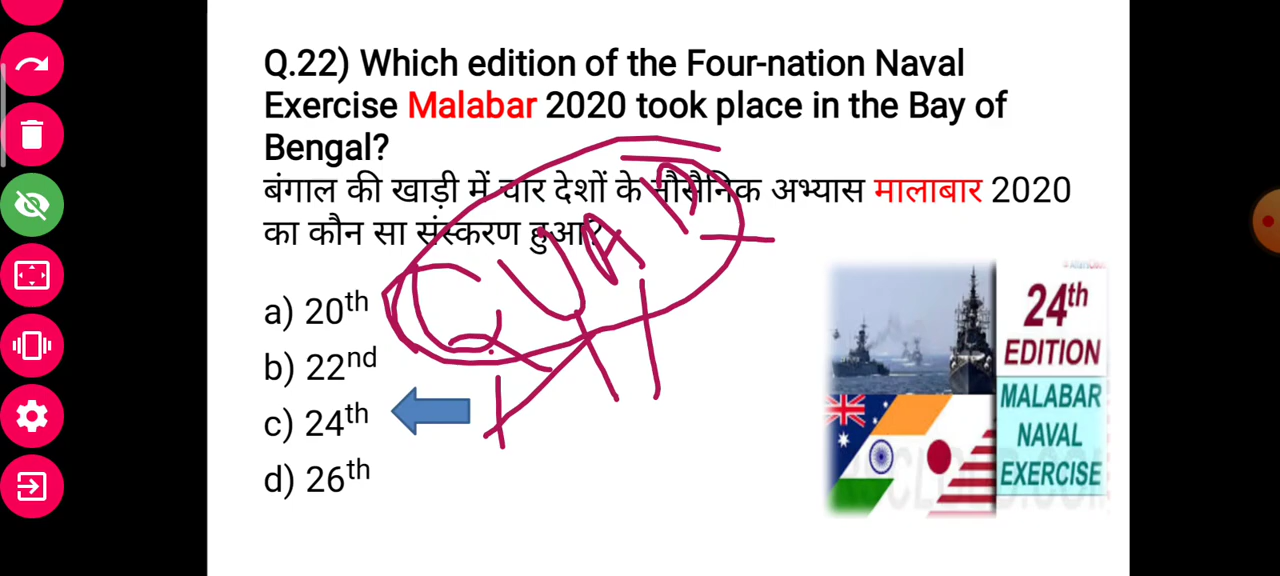 Q.22) Which edition of the Four-nation Naval
Exercise Malabar 2020 took place in the Bay of
Bengal?
बंगाल की खाड़ी में चार देशों के नौसैनिक अभ्यास मालाबार 2020
का कौन सा संस्करण हुआ?
QUAD
a) 20th
b) 22nd
c) 24th
d) 26th
24th
EDITION
MALABAR
NAVAL
EXERCISE